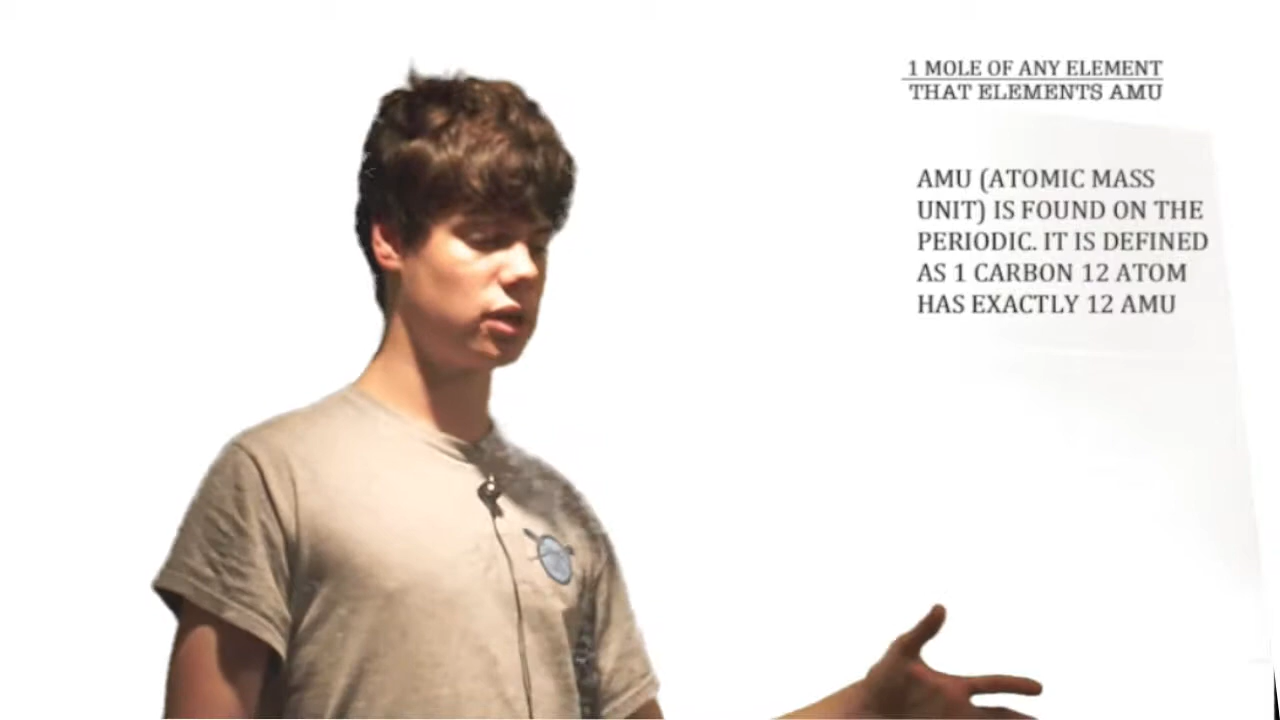 1 MOLE OF ANY ELEMENT
THAT ELEMENTS AMU
AMU (ATOMIC MASS
UNIT) IS FOUND ON THE
PERIODIC. IT IS DEFINED
AS 1 CARBON 12 ATOM
HAS EXACTLY 12 AMU